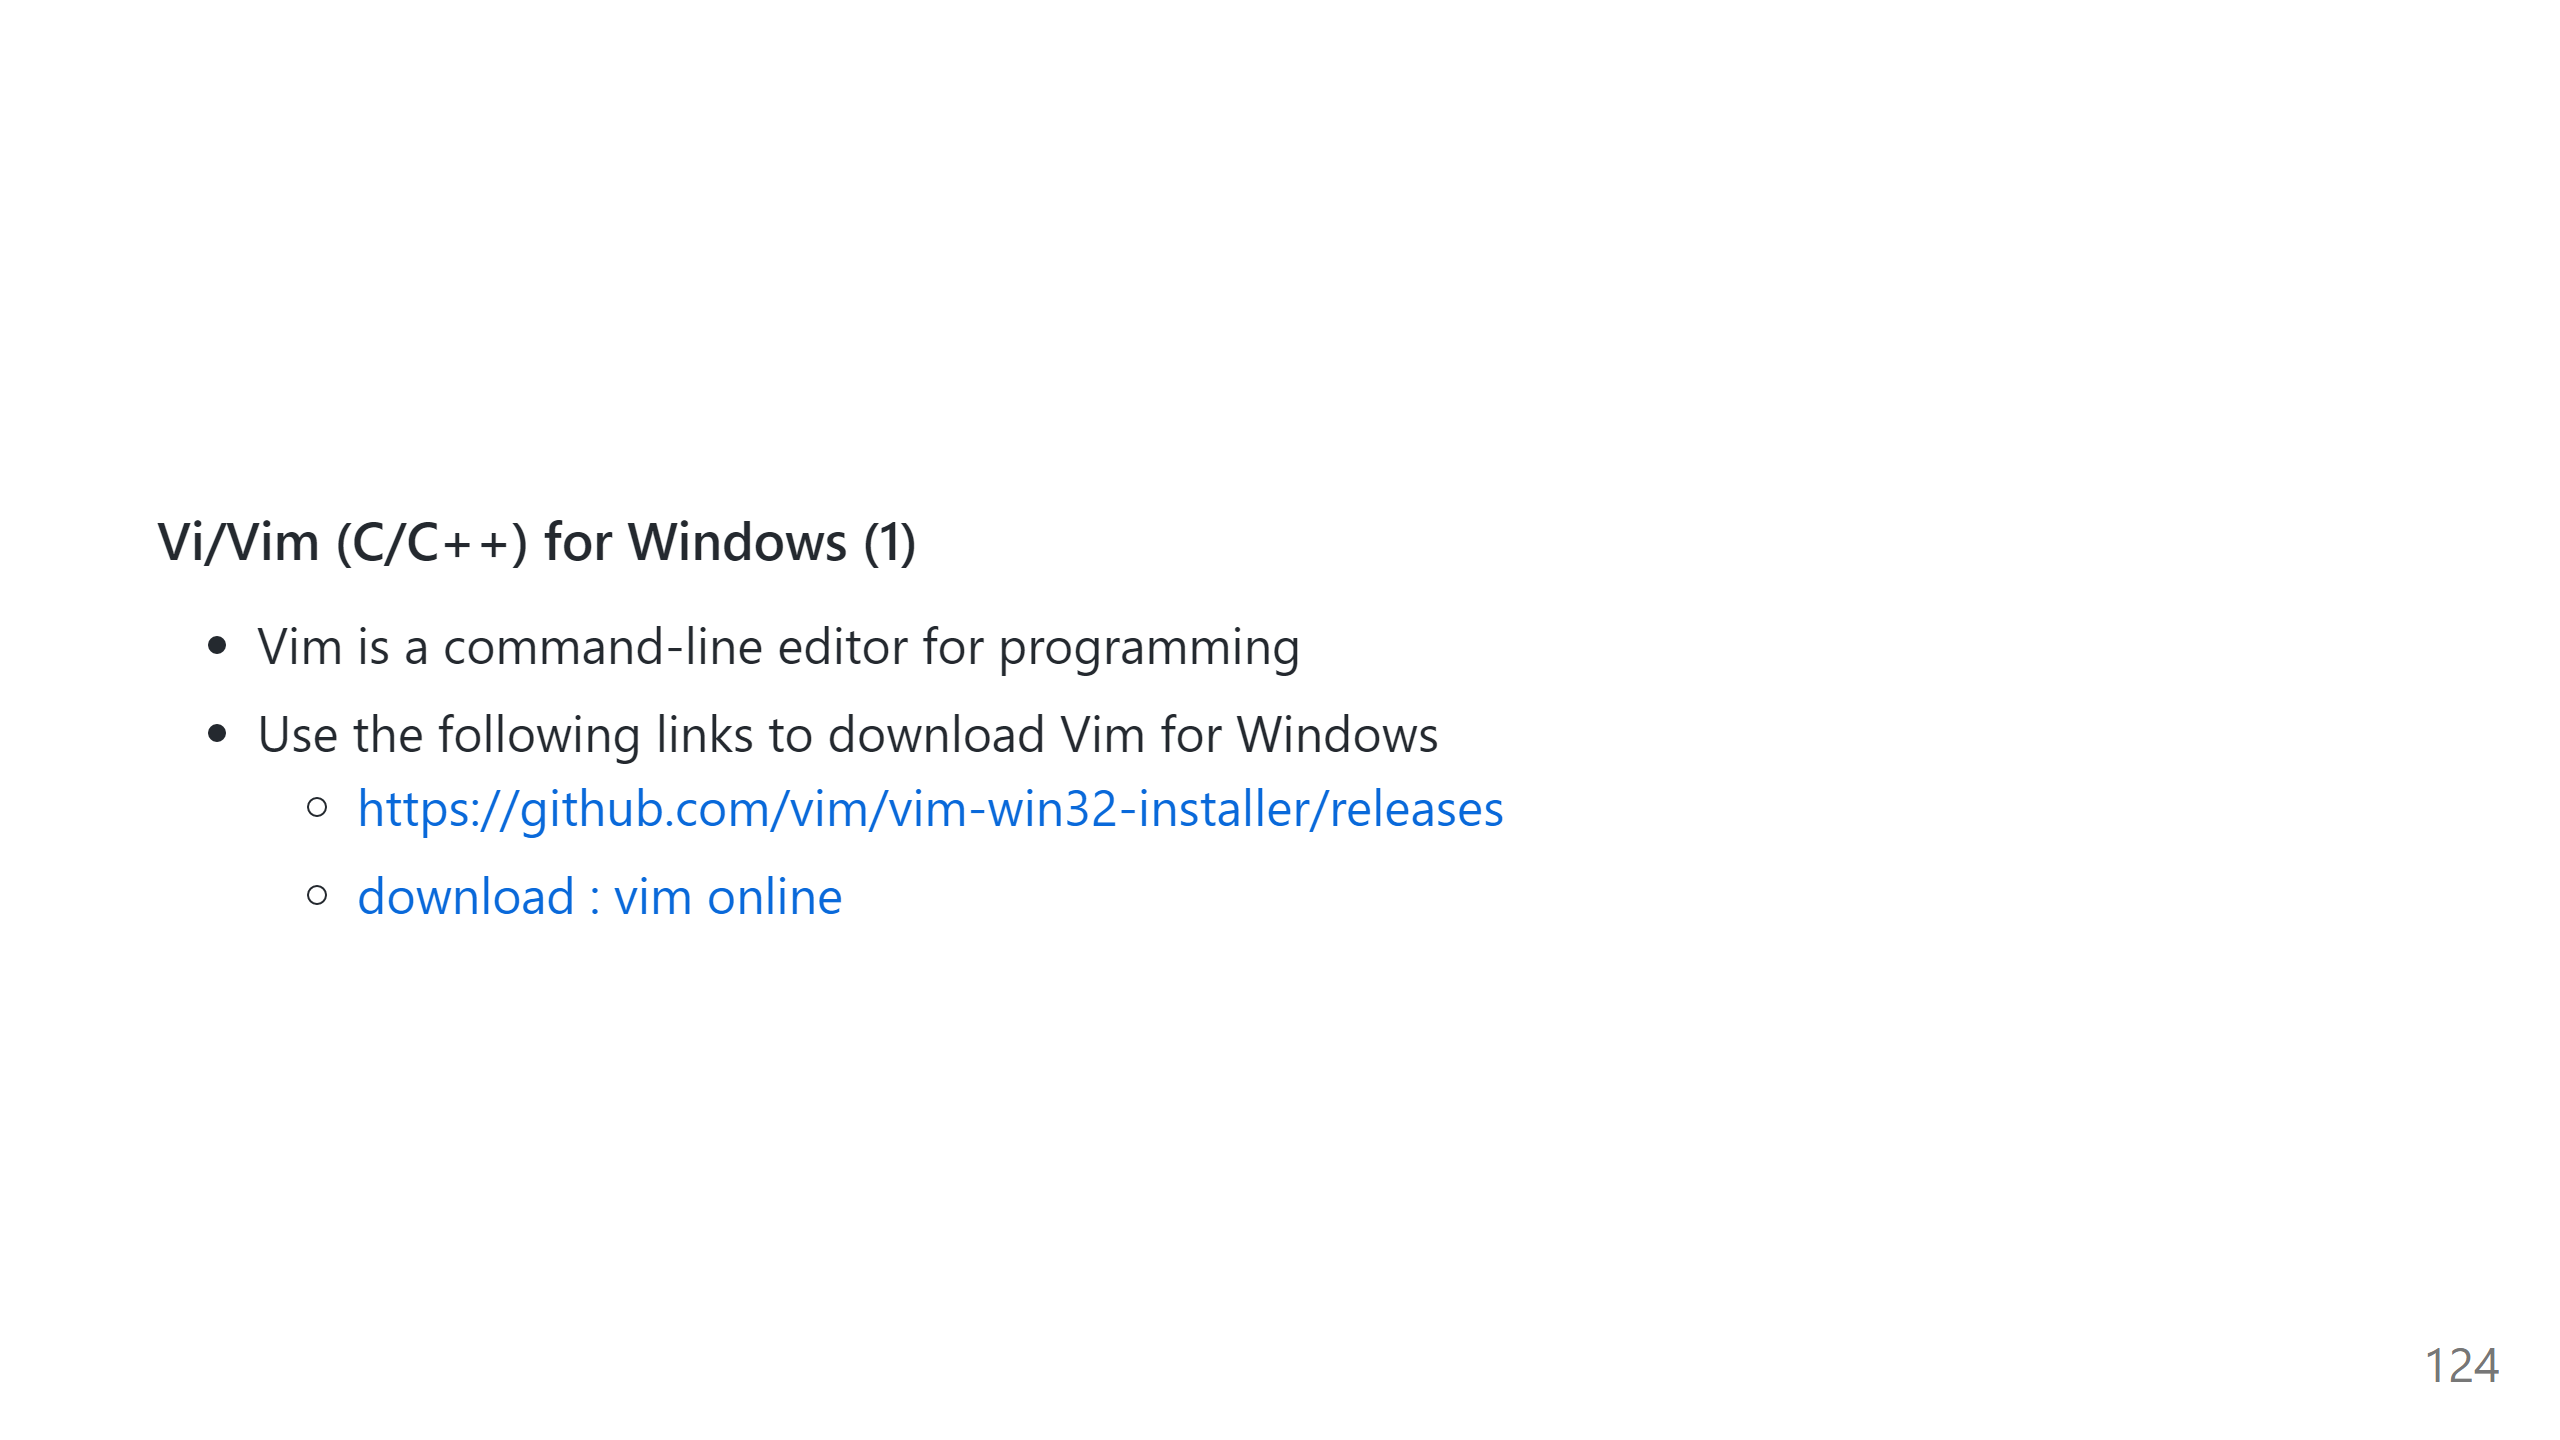 Vi/Vim (C/C++) for Windows (1)
Vim is a command-line editor for programming
Use the following links to download Vim for Windows
https://github.com/vim/vim-win32-installer/releases
download : vim online
124